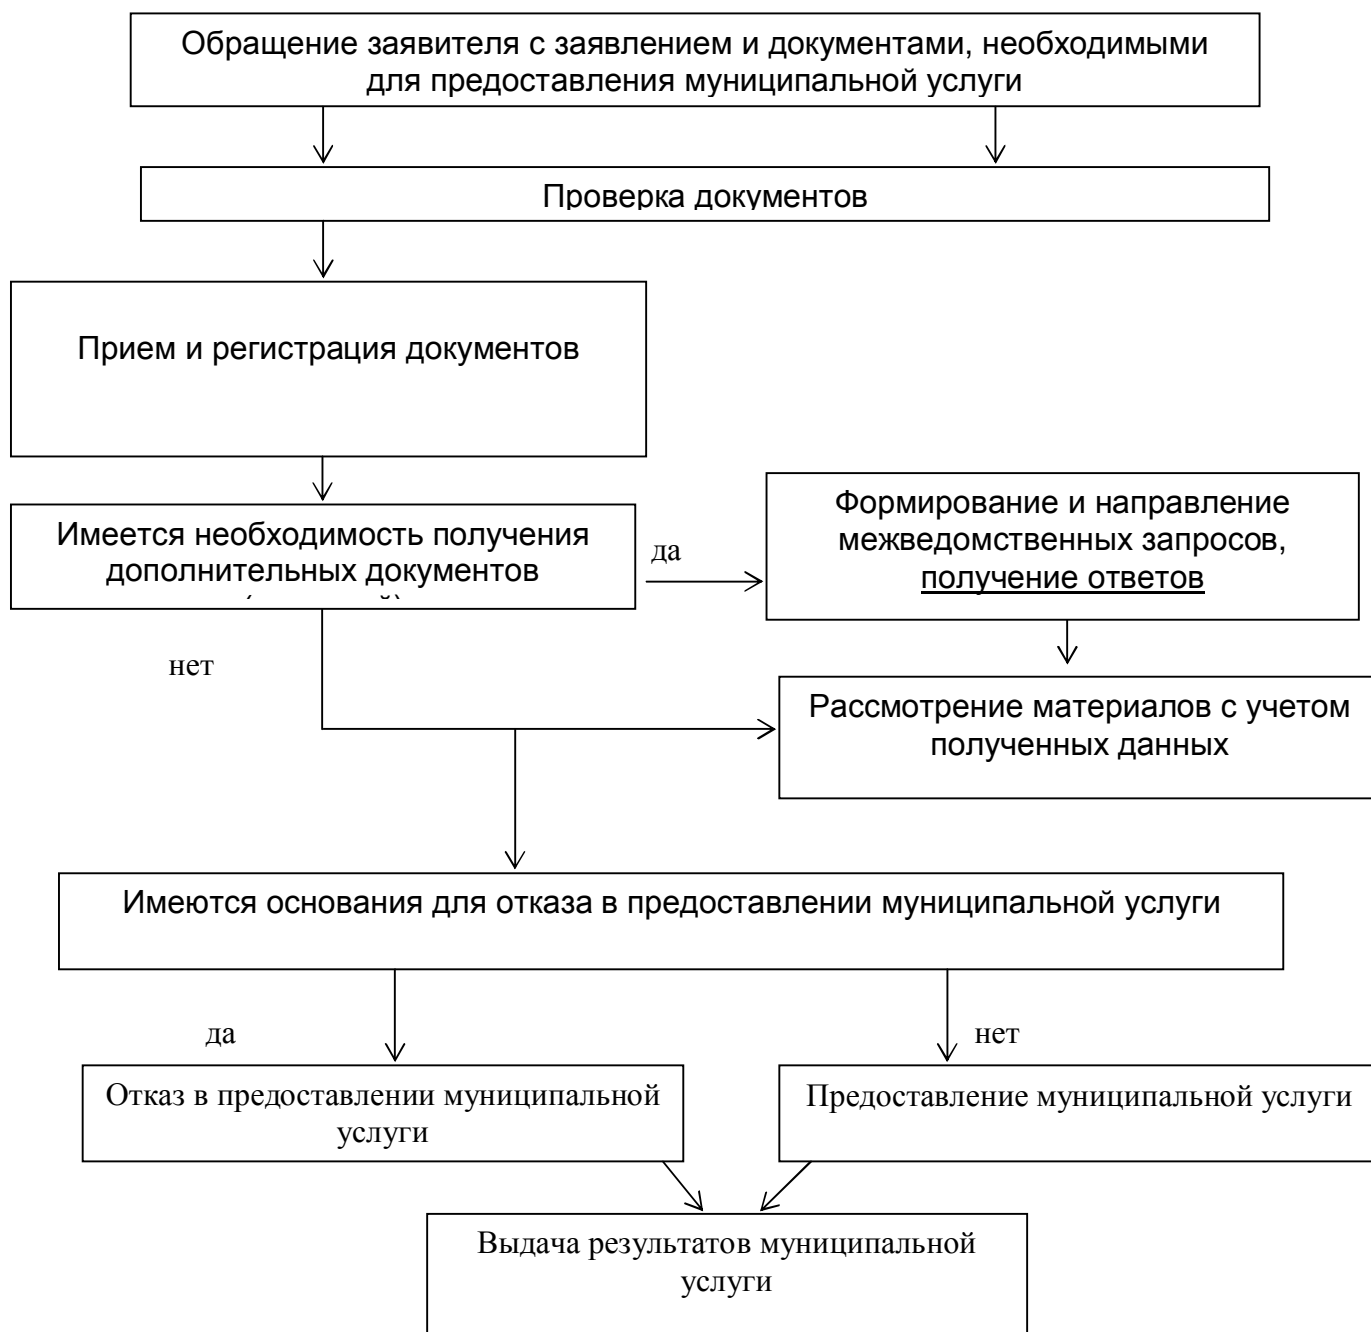 Обращение заявителя с заявлением и документами, необходимыми
для предоставления муниципальной услуги
Проверка документов
Прием и регистрация документов
Имеется необходимость получения
дополнительных документов
да
Формирование и направление
межведомственных запросов,
получение ответов
нет
Рассмотрение материалов с учетом
полученных данных
Имеются основания для отказа в предоставлении муниципальной услуги
да
нет
Отказ в предоставлении муниципальной
услуги
Предоставление муниципальной услуги
Выдача результатов муниципальной
услуги